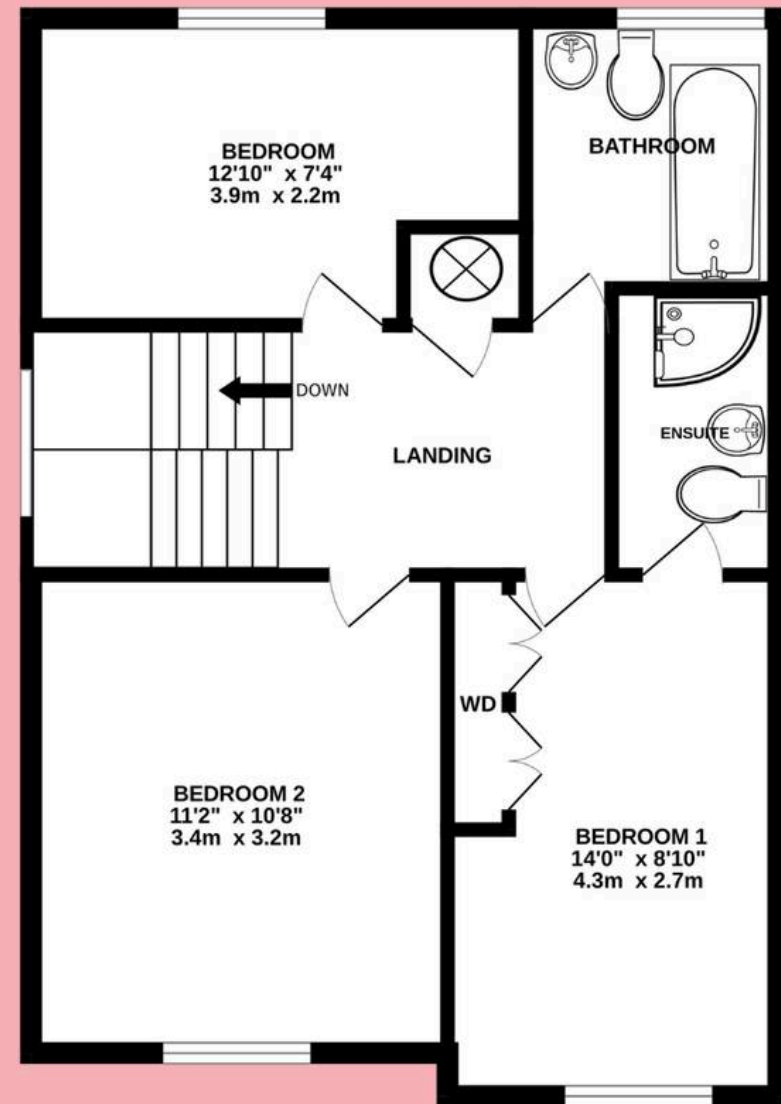 BEDROOM
12'10" x 7'4"
3.9m x 2.2m
BATHROOM
DOWN
LANDING
ENSUITE
WD
BEDROOM 2
11'2" x 10'8"
3.4m x 3.2m
BEDROOM 1
14'0" x 8'10"
4.3m x 2.7m